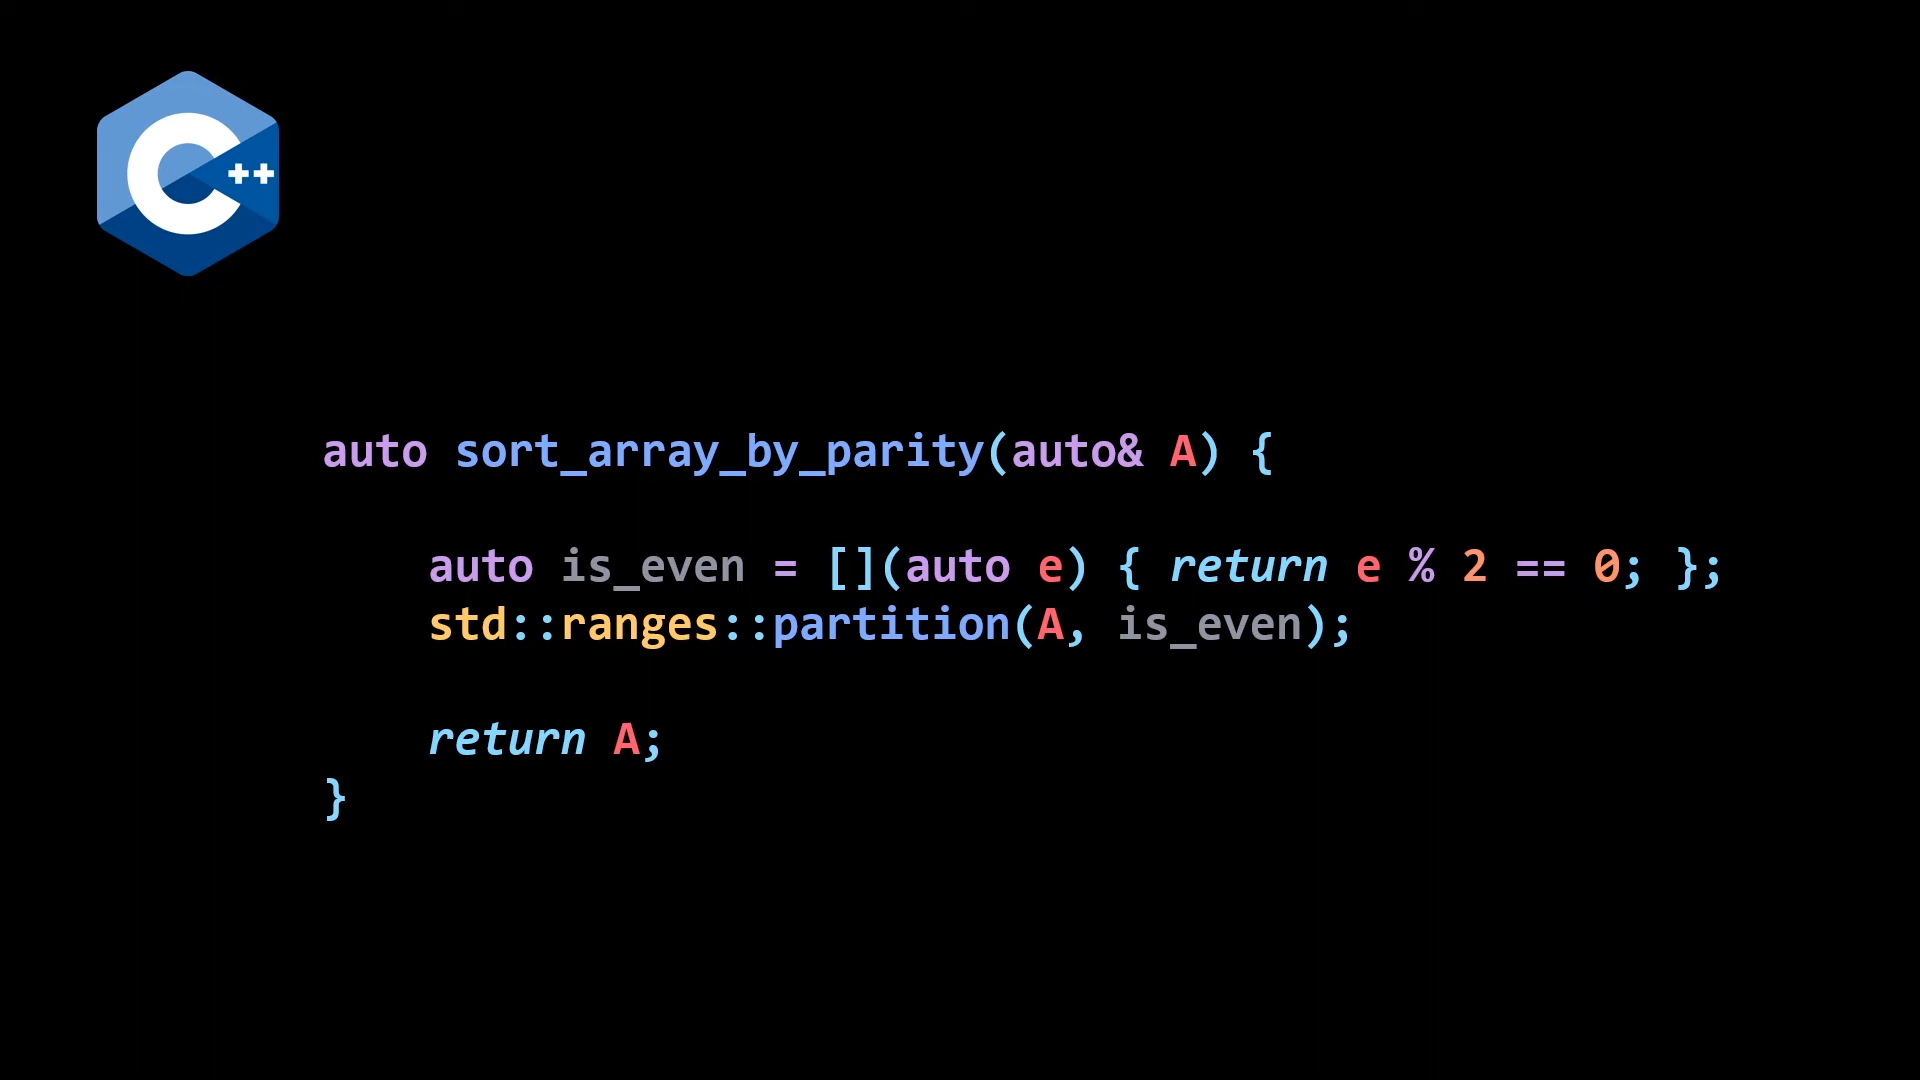 C++
auto sort_array_by_parity(auto& A) {
    auto is_even = [](auto e) { return e % 2 == 0; };
    std::ranges::partition(A, is_even);
    return A;
}